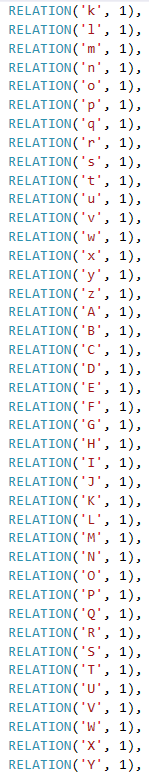 RELATION('k', 1),
RELATION('l', 1),
RELATION('m', 1),
RELATION('n', 1),
RELATION('o', 1),
RELATION('p', 1),
RELATION('q', 1),
RELATION('r', 1),
RELATION('s', 1),
RELATION('t', 1),
RELATION('u', 1),
RELATION('v', 1),
RELATION('w', 1),
RELATION('x', 1),
RELATION('y', 1),
RELATION('z', 1),
RELATION('A', 1),
RELATION('B', 1),
RELATION('C', 1),
RELATION('D', 1),
RELATION('E', 1),
RELATION('F', 1),
RELATION('G', 1),
RELATION('H', 1),
RELATION('I', 1),
RELATION('J', 1),
RELATION('K', 1),
RELATION('L', 1),
RELATION('M', 1),
RELATION('N', 1),
RELATION('O', 1),
RELATION('P', 1),
RELATION('Q', 1),
RELATION('R', 1),
RELATION('S', 1),
RELATION('T', 1),
RELATION('U', 1),
RELATION('V', 1),
RELATION('W', 1),
RELATION('X', 1),
RELATION('Y', 1),